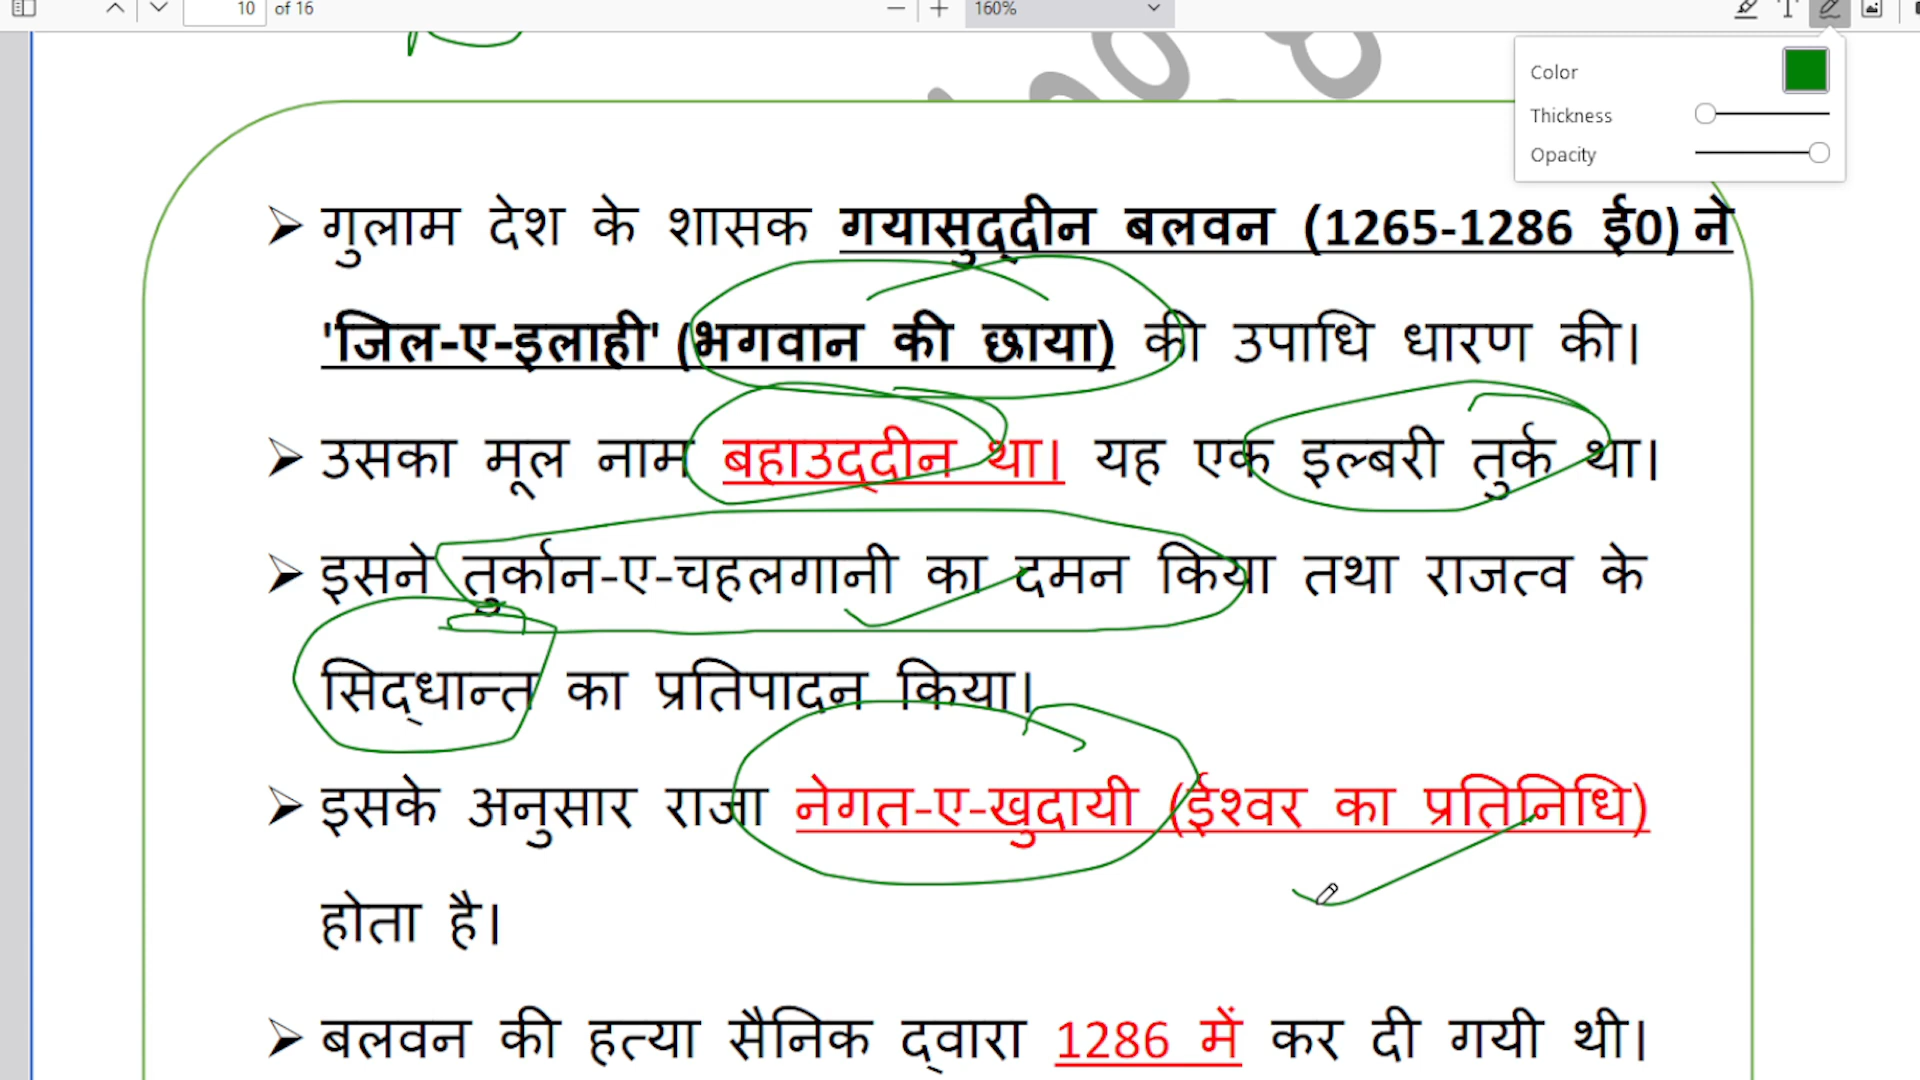 10 of 16 160%
Color
Thickness
Opacity
➢ गुलाम देश के शासक गयासुद्दीन बलवन (1265-1286 ई0) ने
'जिल-ए-इलाही' (भगवान की छाया) की उपाधि धारण की।
➢ उसका मूल नाम बहाउद्दीन था। यह एक इल्बरी तुर्क था।
➢ इसने तुर्कान-ए-चहलगानी का दमन किया तथा राजत्व के
सिद्धान्त का प्रतिपादन किया।
➢ इसके अनुसार राजा नेगत-ए-खुदायी (ईश्वर का प्रतिनिधि)
होता है।
➢ बलवन की हत्या सैनिक द्वारा 1286 में कर दी गयी थी।